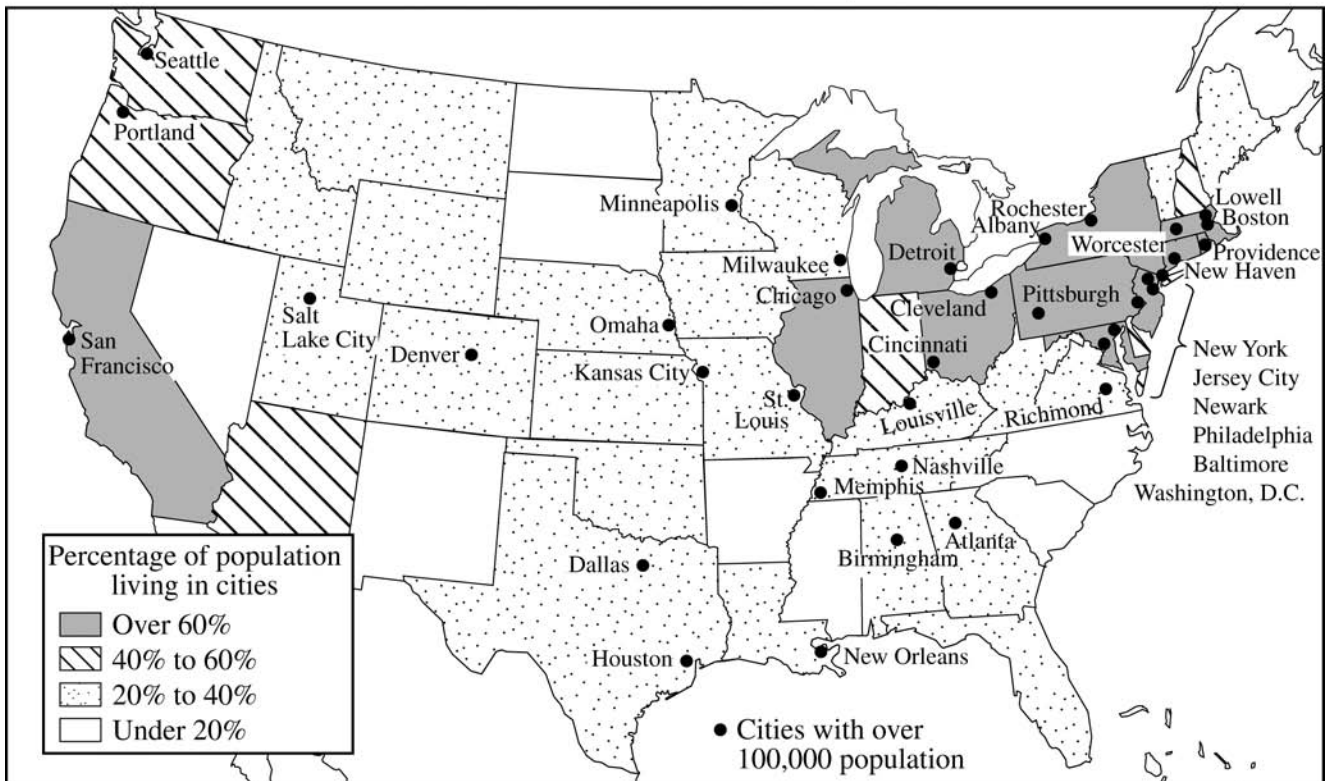 Seattle
Portland
Minneapolis
Rochester
Albany
Lowell
Boston
Worcester
Providence
New Haven
Detroit
Milwaukee
Chicago
Cleveland
Pittsburgh
Salt
Lake City
Omaha
Denver
Cincinnati
San
Francisco
Kansas City
St.
Louis
Louisville
Richmond
New York
Jersey City
Newark
Philadelphia
Baltimore
Washington, D.C.
Nashville
Memphis
Birmingham
Atlanta
Dallas
Houston
New Orleans
Percentage of population
living in cities
Over 60%
40% to 60%
20% to 40%
Under 20%
Cities with over
100,000 population